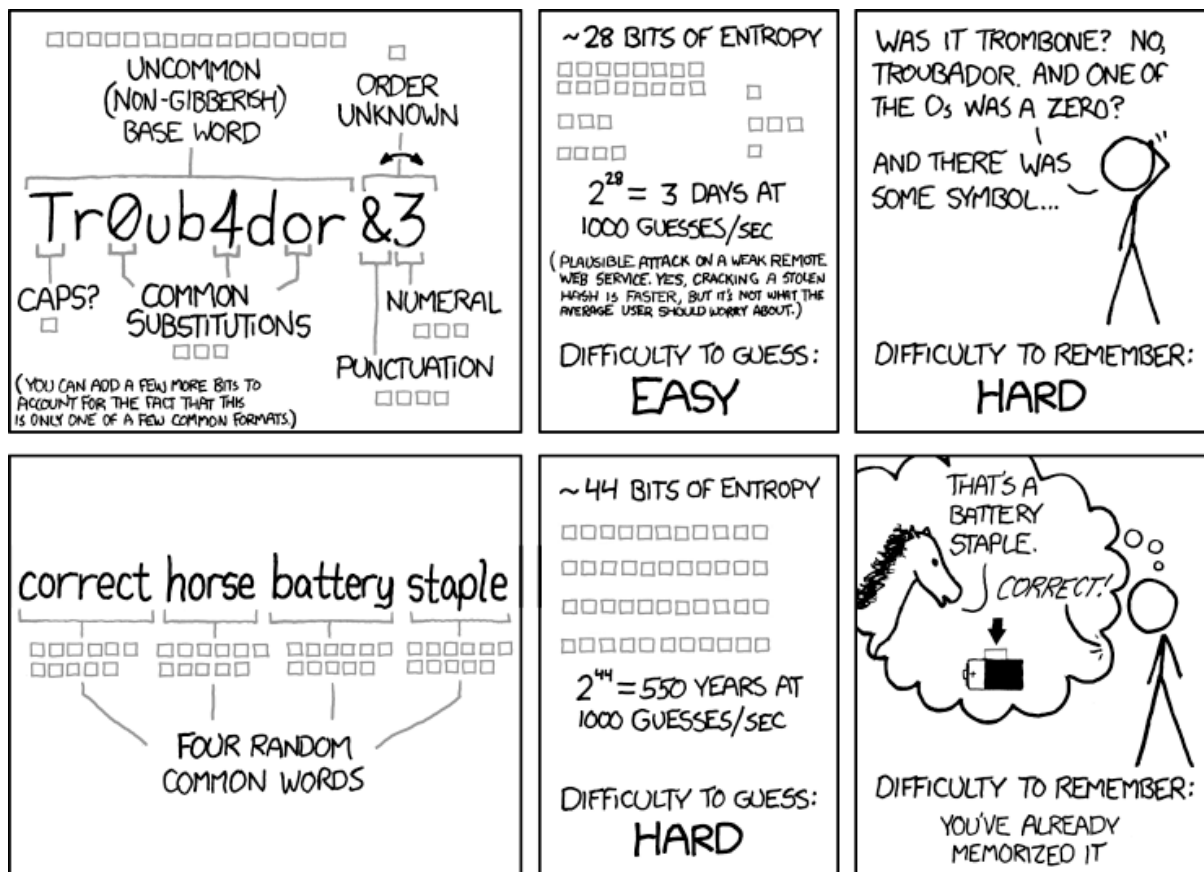 UNCOMMON
(NON-GIBBERISH)
BASE WORD
ORDER
UNKNOWN
Tr0ub4dor &3
CAPS?
COMMON
SUBSTITUTIONS
NUMERAL
PUNCTUATION
(YOU CAN ADD A FEW MORE BITS TO
ACCOUNT FOR THE FACT THAT THIS
IS ONLY ONE OF A FEW COMMON FORMATS.)
~28 BITS OF ENTROPY
2^28 = 3 DAYS AT
1000 GUESSES/SEC
(PLAUSIBLE ATTACK ON A WEAK REMOTE
WEB SERVICE. YES, CRACKING A STOLEN
HASH IS FASTER, BUT IT'S NOT WHAT THE
AVERAGE USER SHOULD WORRY ABOUT.)
DIFFICULTY TO GUESS:
EASY
WAS IT TROMBONE? NO,
TROUBADOR. AND ONE OF
THE Os WAS A ZERO?
AND THERE WAS
SOME SYMBOL...
DIFFICULTY TO REMEMBER:
HARD
correct horse battery staple
FOUR RANDOM
COMMON WORDS
~44 BITS OF ENTROPY
2^44 = 550 YEARS AT
1000 GUESSES/SEC
DIFFICULTY TO GUESS:
HARD
THAT'S A
BATTERY
STAPLE.
CORRECT!
+
DIFFICULTY TO REMEMBER:
YOU'VE ALREADY
MEMORIZED IT